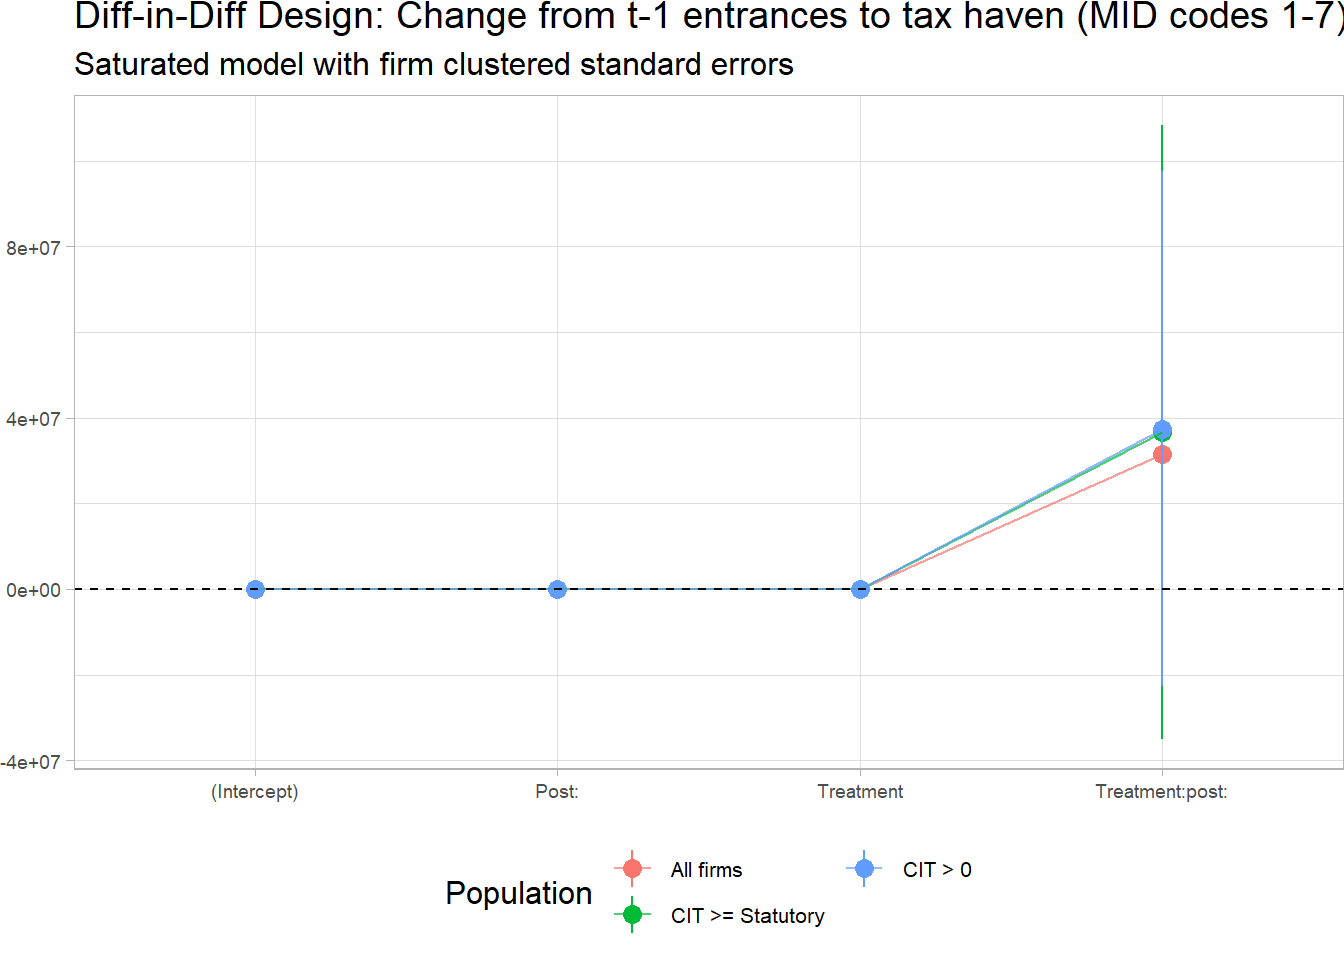 Diff-in-Diff Design: Change from t-1 entrances to tax haven (MID codes 1-7)
Saturated model with firm clustered standard errors
8e+07
4e+07
0e+00
-4e+07
(Intercept)
Post:
Treatment
Treatment:post:
Population
All firms
CIT > 0
CIT >= Statutory